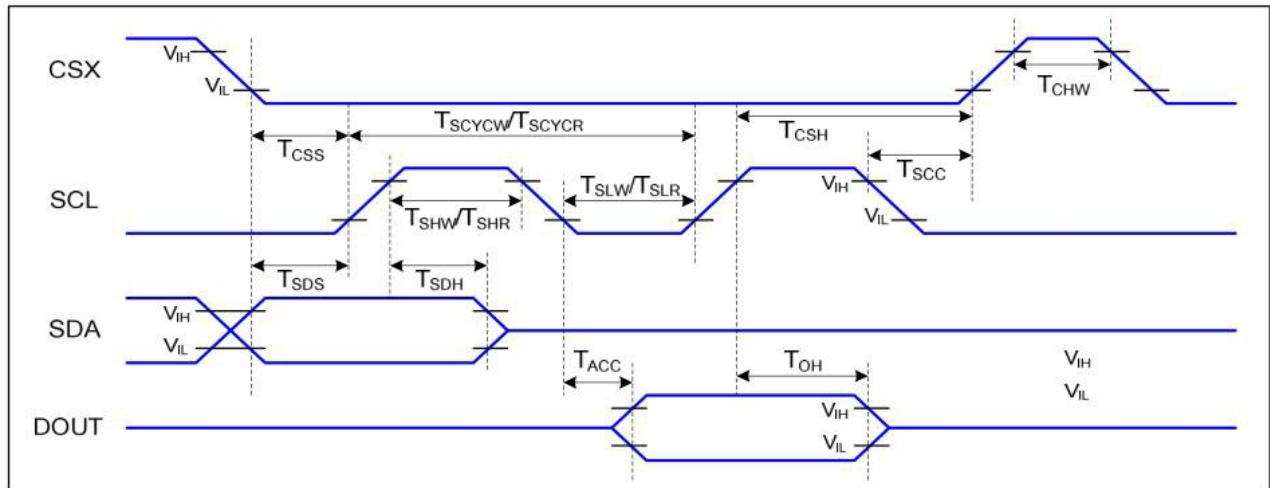 CSX
VIH
VIL
TCHW
TSCYCW/TSCYCR
TCSH
TCSS
TSCC
SCL
TSLW/TSLR
VIH
TSHW/TSHR
VIL
TSDS
TSDH
SDA
VIH
VIL
TACC
TOH
VIH
VIL
DOUT
VIH
VIL